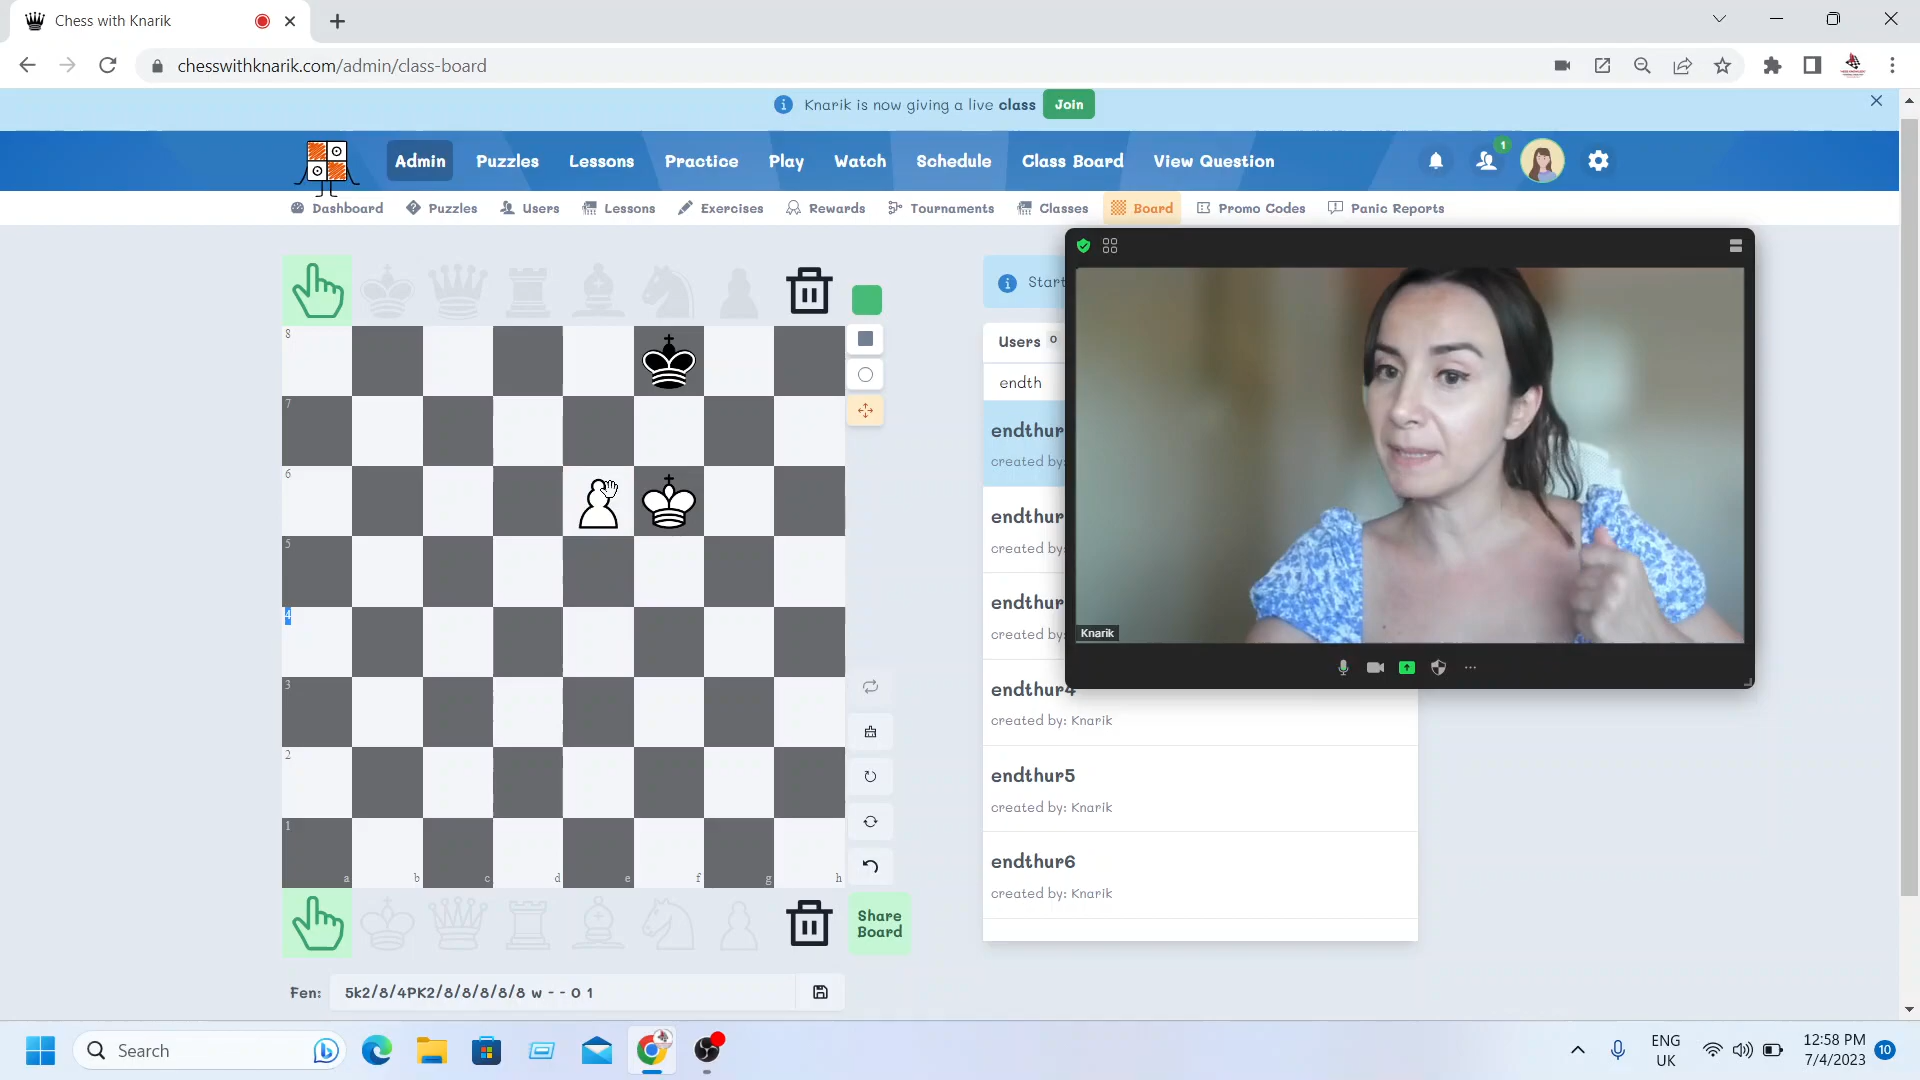 Chess with Knarik
chesswithknarik.com/admin/class-board
Knarik is now giving a live class Join
Admin Puzzles Lessons Practice Play Watch Schedule Class Board View Question
1
Dashboard Puzzles Users Lessons Exercises Rewards Tournaments Classes Board Promo Codes Panic Reports
Start
Users 0
endth
endthur
created by:
endthur
created by:
endthur
created by:
endthur4
created by: Knarik
endthur5
created by: Knarik
endthur6
created by: Knarik
Knarik
8
7
6
5
4
3
2
1
a b c d e f g h
Share
Board
Fen: 5k2/8/4PK2/8/8/8/8/8 w - - 0 1
Search
ENG
UK
12:58 PM
7/4/2023
10